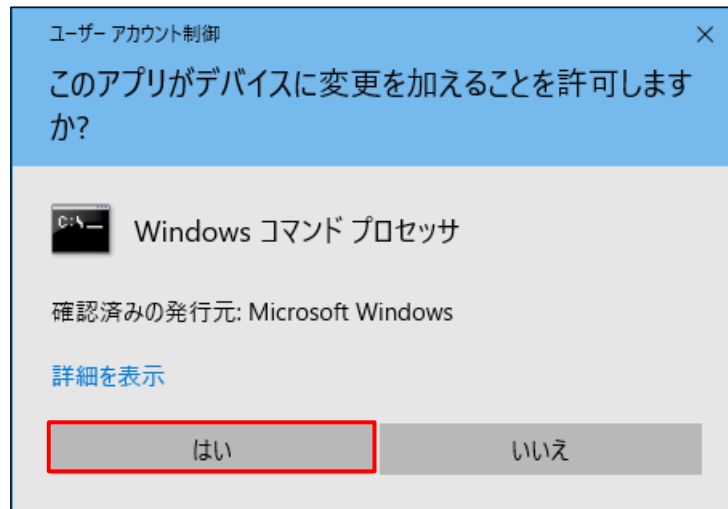 ユーザー アカウント制御
このアプリがデバイスに変更を加えることを許可します
か?
C:\_
Windows コマンド プロセッサ
確認済みの発行元: Microsoft Windows
詳細を表示
はい
いいえ